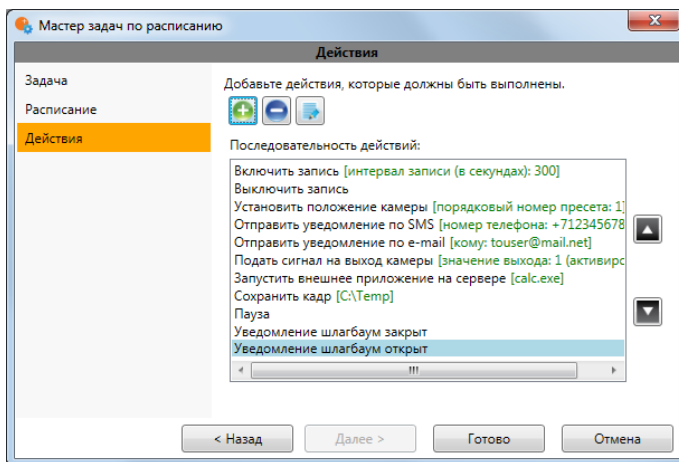 Мастер задач по расписанию
Действия
Задача
Расписание
Действия
Добавьте действия, которые должны быть выполнены.
Последовательность действий:
Включить запись [интервал записи (в секундах): 300]
Выключить запись
Установить положение камеры [порядковый номер пресета: 1]
Отправить уведомление по SMS [номер телефона: +712345678
Отправить уведомление по e-mail [кому: touser@mail.net]
Подать сигнал на выход камеры [значение выхода: 1 (активирс
Запустить внешнее приложение на сервере [calc.exe]
Сохранить кадр [C:\Temp]
Пауза
Уведомление шлагбаум закрыт
Уведомление шлагбаум открыт
< Назад
Далее >
Готово
Отмена